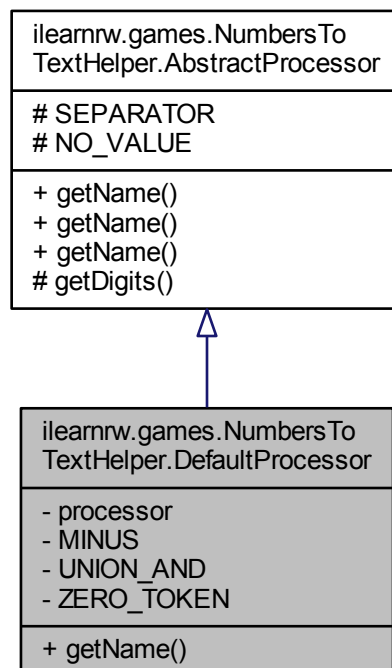 ilearnrw.games.NumbersTo
TextHelper.AbstractProcessor
# SEPARATOR
# NO_VALUE
+ getName()
+ getName()
+ getName()
# getDigits()
ilearnrw.games.NumbersTo
TextHelper.DefaultProcessor
- processor
- MINUS
- UNION_AND
- ZERO_TOKEN
+ getName()